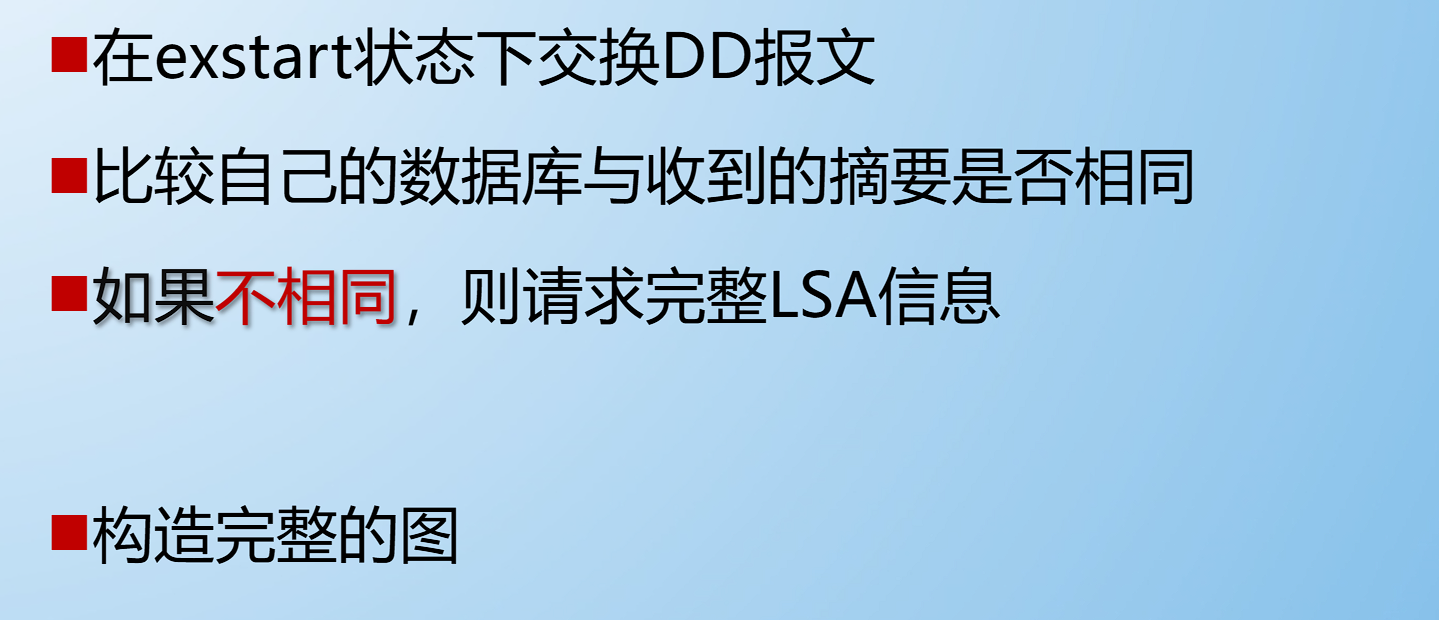 ■在exstart状态下交换DD报文
■比较自己的数据库与收到的摘要是否相同
■如果不相同，则请求完整LSA信息
■构造完整的图